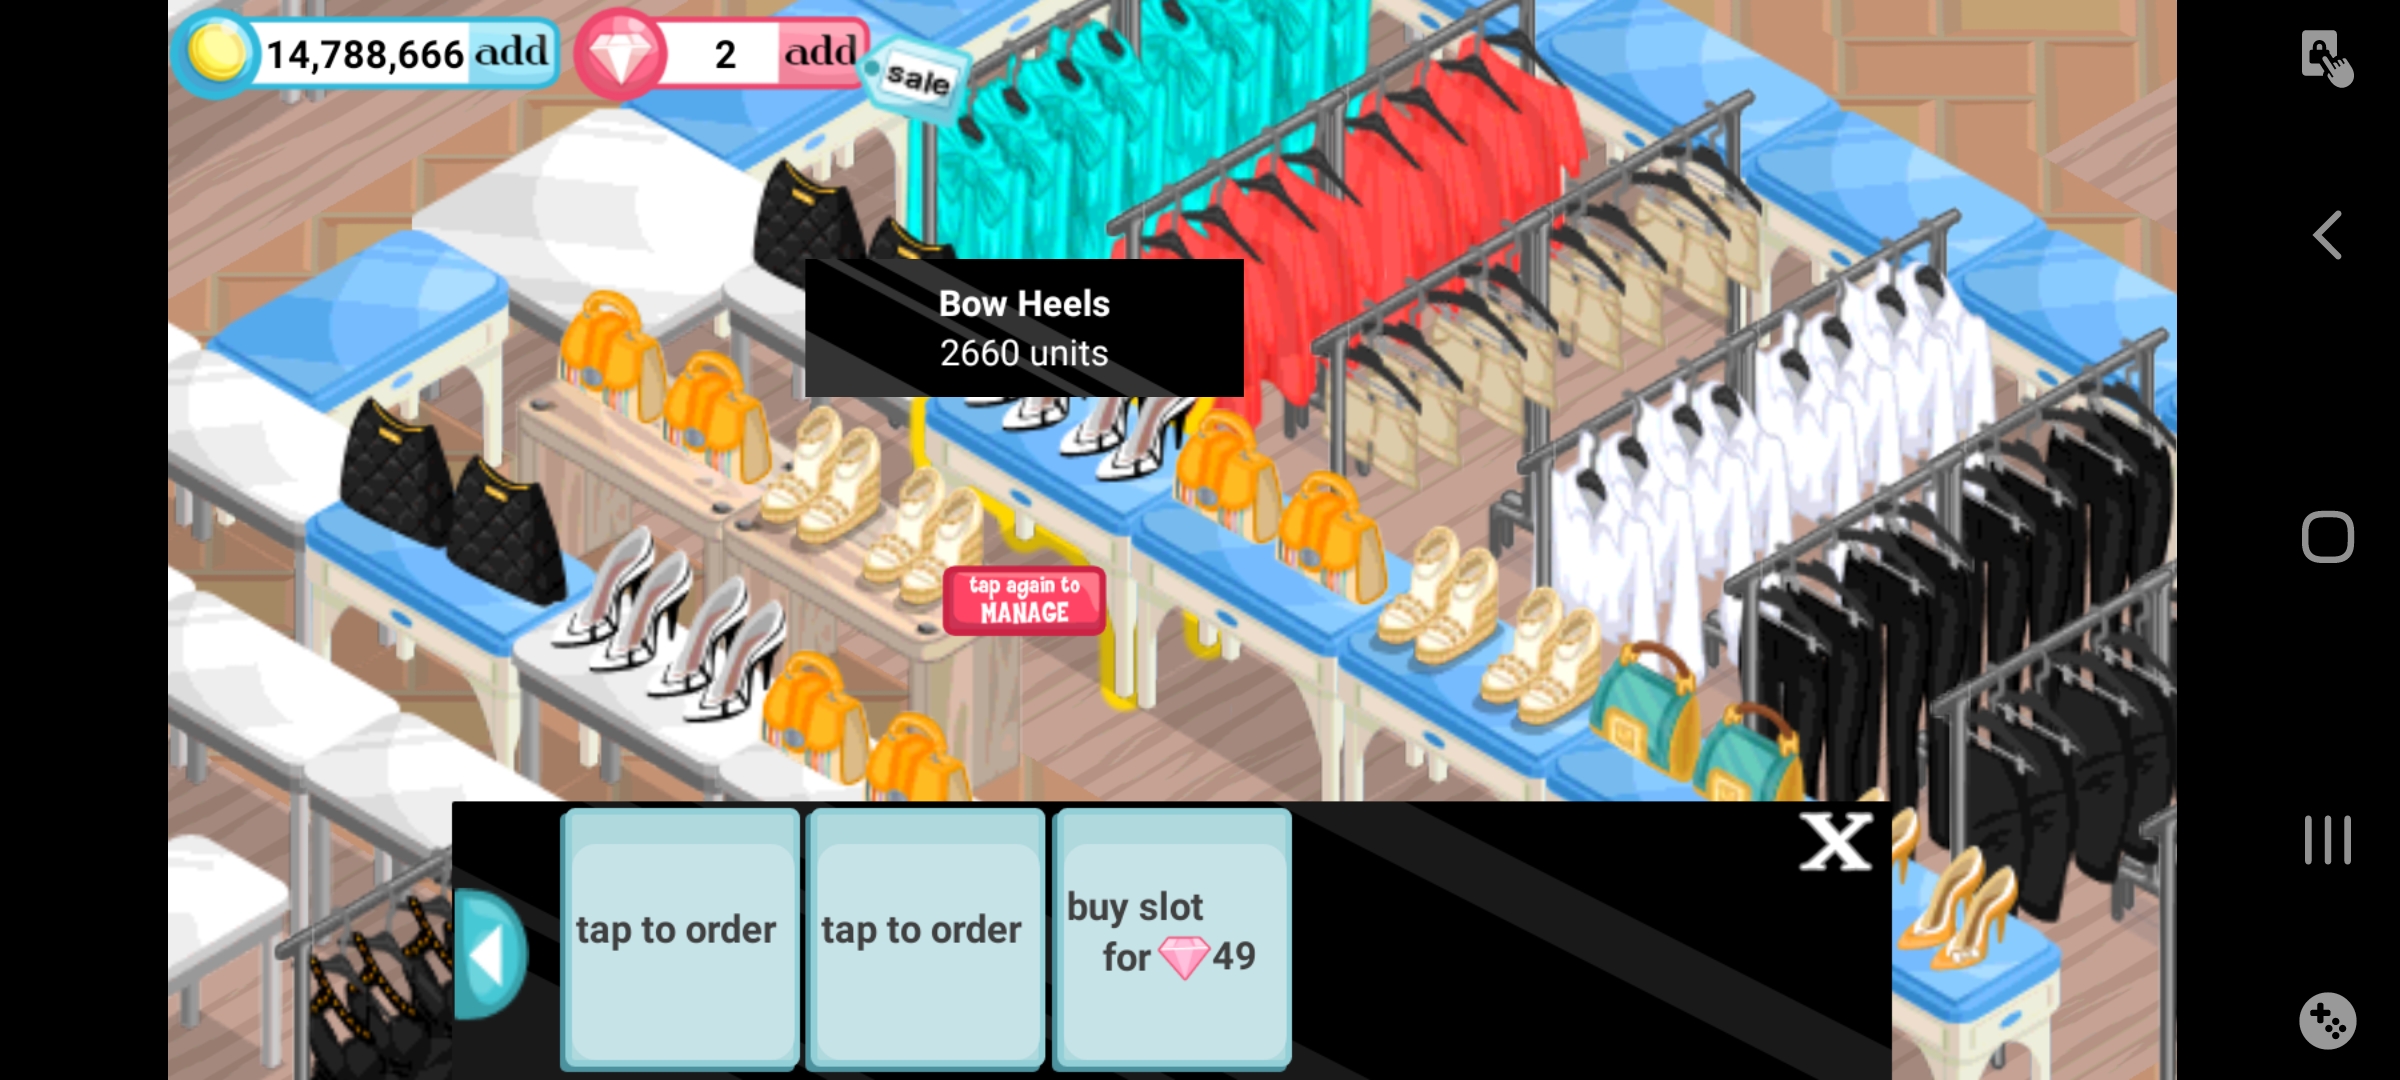 14,788,666 add
2 add
sale
Bow Heels
2660 units
tap again to
MANAGE
X
tap to order
tap to order
buy slot
for 49